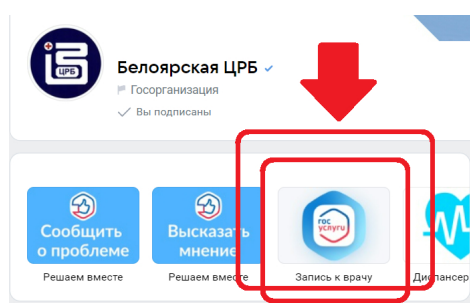 ЦРБ
Белоярская ЦРБ
Госорганизация
Вы подписаны
Сообщить
о проблеме
Высказать
мнение
гос
услуги
Решаем вместе
Решаем вместе
Запись к врачу
Диспансер